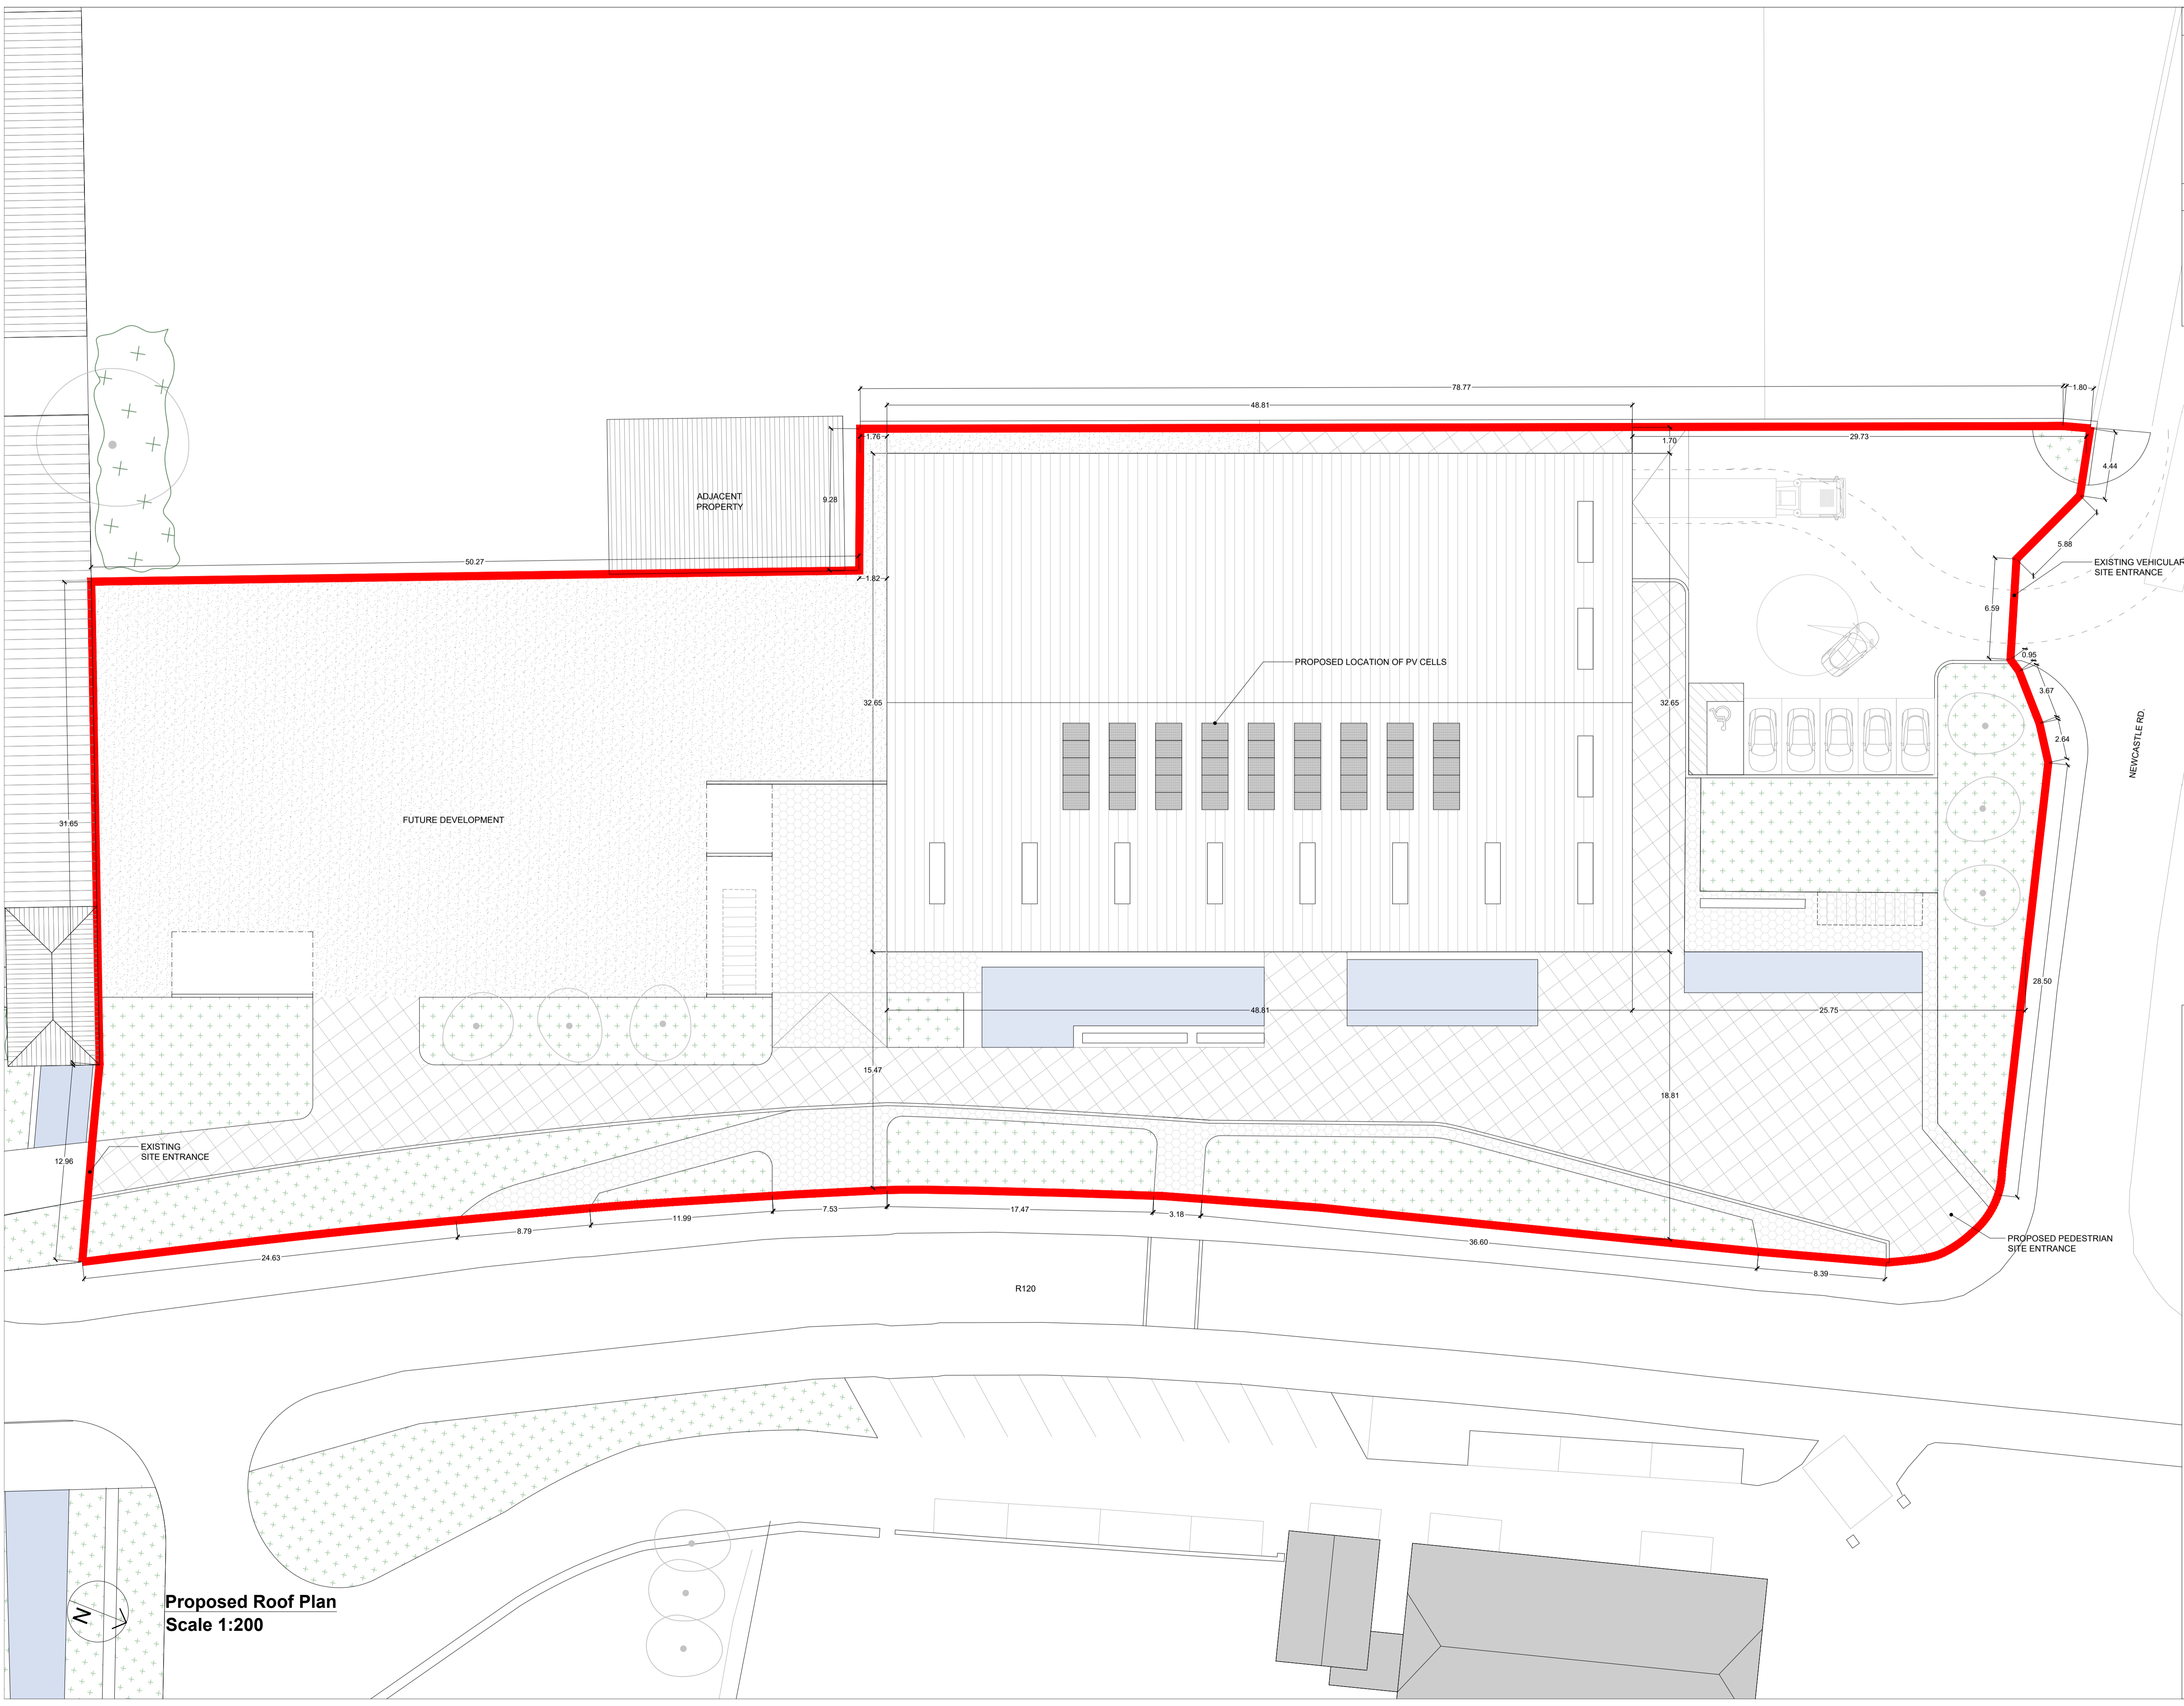 78.77
1.80
48.81
1.76
1.70
29.73
4.44
ADJACENT
PROPERTY
9.28
5.88
50.27
EXISTING VEHICULAR
SITE ENTRANCE
1.82
6.59
0.95
PROPOSED LOCATION OF PV CELLS
3.67
32.65
32.65
2.64
NEWCASTLE RD.
FUTURE DEVELOPMENT
31.65
28.50
48.81
25.75
15.47
18.81
EXISTING
SITE ENTRANCE
12.96
7.53
17.47
11.99
3.18
8.79
36.60
PROPOSED PEDESTRIAN
SITE ENTRANCE
24.63
8.39
R120
N
Proposed Roof Plan
Scale 1:200